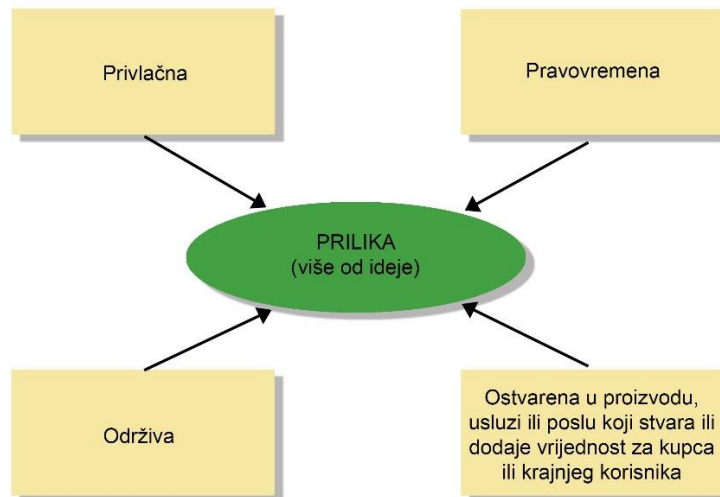 Privlačna
Pravovremena
PRILIKA
(više od ideje)
Održiva
Ostvarena u proizvodu,
usluzi ili poslu koji stvara ili
dodaje vrijednost za kupca
ili krajnjeg korisnika